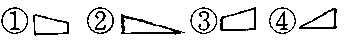 ① ② ③ ④